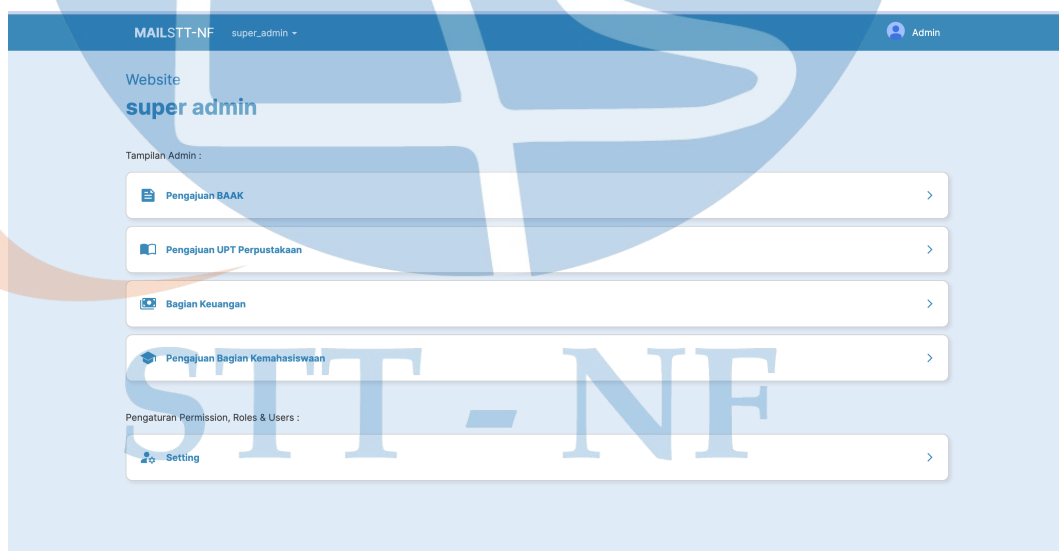 MAILSTT-NF super_admin
Admin
Website
super admin
Tampilan Admin :
Pengajuan BAAK
Pengajuan UPT Perpustakaan
Bagian Keuangan
Pengajuan Bagian Kemahasiswaan
STT - NF
Pengaturan Permission, Roles & Users :
Setting